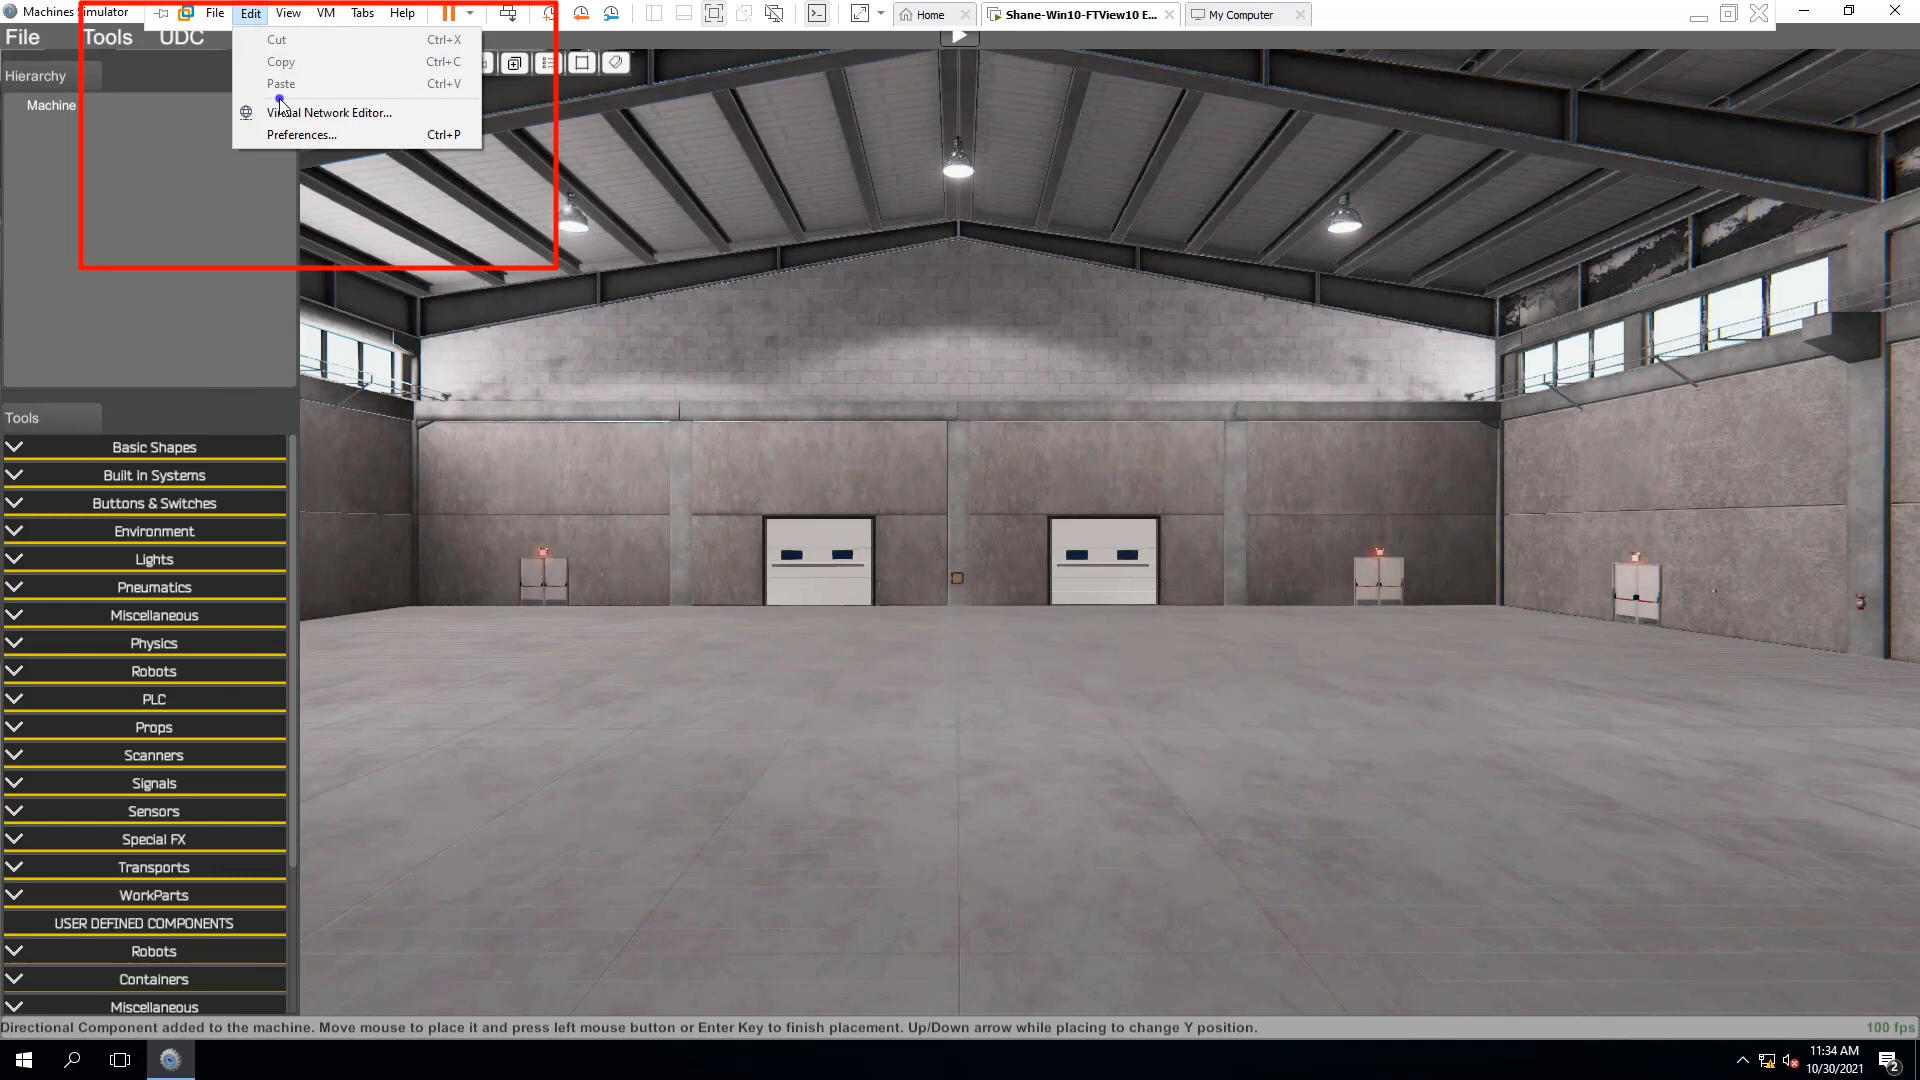 Machines Simulator
File Edit View VM Tabs Help
Home
Shane-Win10-FTView10 E...
My Computer
File Tools UDC
Cut Ctrl+X
Copy Ctrl+C
Paste Ctrl+V
Virtual Network Editor...
Preferences... Ctrl+P
Hierarchy
Machine
Tools
Basic Shapes
Built in Systems
Buttons & Switches
Environment
Lights
Pneumatics
Miscellaneous
Physics
Robots
PLC
Props
Scanners
Signals
Sensors
Special FX
Transports
WorkParts
USER DEFINED COMPONENTS
Robots
Containers
Miscellaneous
Directional Component added to the machine. Move mouse to place it and press left mouse button or Enter Key to finish placement. Up/Down arrow while placing to change Y position.
100 fps
11:34 AM
10/30/2021
2